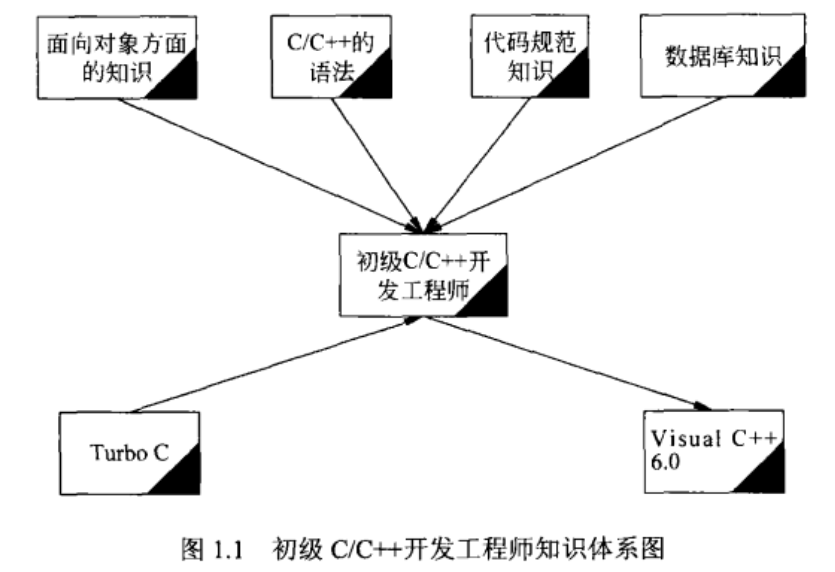 面向对象方面
的知识
C/C++的
语法
代码规范
知识
数据库知识
初级C/C++开
发工程师
Turbo C
Visual C++
6.0
图 1.1 初级 C/C++开发工程师知识体系图